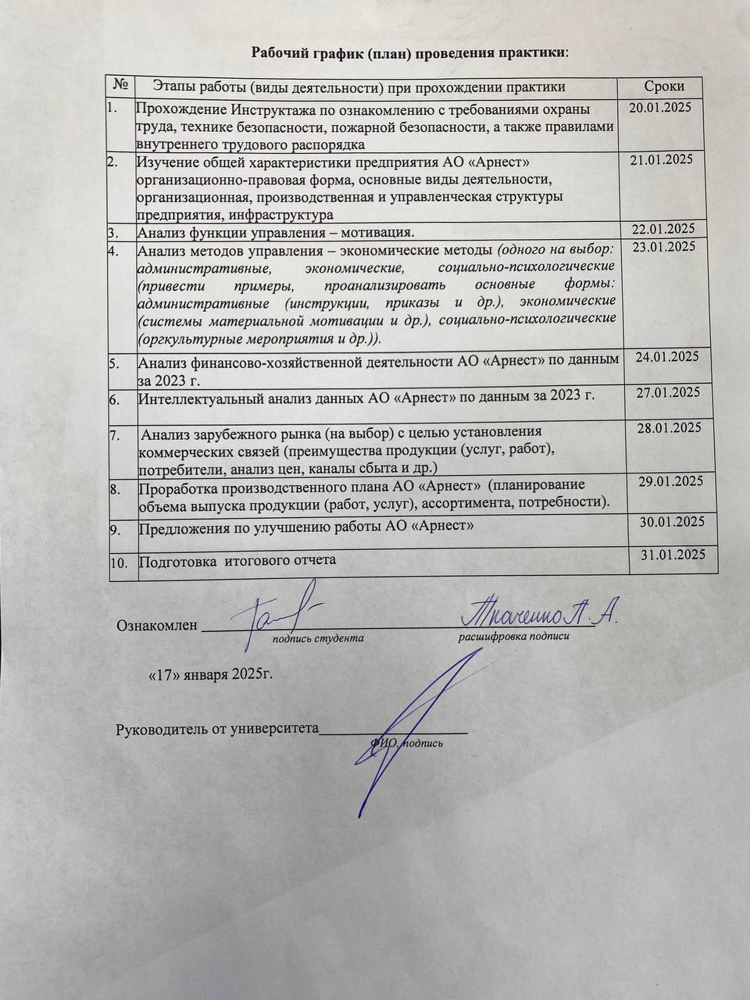 Рабочий график (план) проведения практики:
№ Этапы работы (виды деятельности) при прохождении практики Сроки
1. Прохождение Инструктажа по ознакомлению с требованиями охраны 20.01.2025
труда, технике безопасности, пожарной безопасности, а также правилами
внутреннего трудового распорядка
2. Изучение общей характеристики предприятия АО «Арнест» 21.01.2025
организационно-правовая форма, основные виды деятельности,
организационная, производственная и управленческая структуры
предприятия, инфраструктура
3. Анализ функции управления – мотивация. 22.01.2025
4. Анализ методов управления – экономические методы (одного на выбор: 23.01.2025
административные, экономические, социально-психологические
(привести примеры, проанализировать основные формы:
административные (инструкции, приказы и др.), экономические
(системы материальной мотивации и др.), социально-психологические
(оргкультурные мероприятия и др.)).
5. Анализ финансово-хозяйственной деятельности АО «Арнест» по данным 24.01.2025
за 2023 г.
6. Интеллектуальный анализ данных АО «Арнест» по данным за 2023 г. 27.01.2025
7. Анализ зарубежного рынка (на выбор) с целью установления 28.01.2025
коммерческих связей (преимущества продукции (услуг, работ),
потребители, анализ цен, каналы сбыта и др.)
8. Проработка производственного плана АО «Арнест» (планирование 29.01.2025
объема выпуска продукции (работ, услуг), ассортимента, потребности).
9. Предложения по улучшению работы АО «Арнест» 30.01.2025
10. Подготовка итогового отчета 31.01.2025
Ознакомлен Ткаченко П. А.
подпись студента расшифровка подписи
«17» января 2025г.
Руководитель от университета
ФИО, подпись